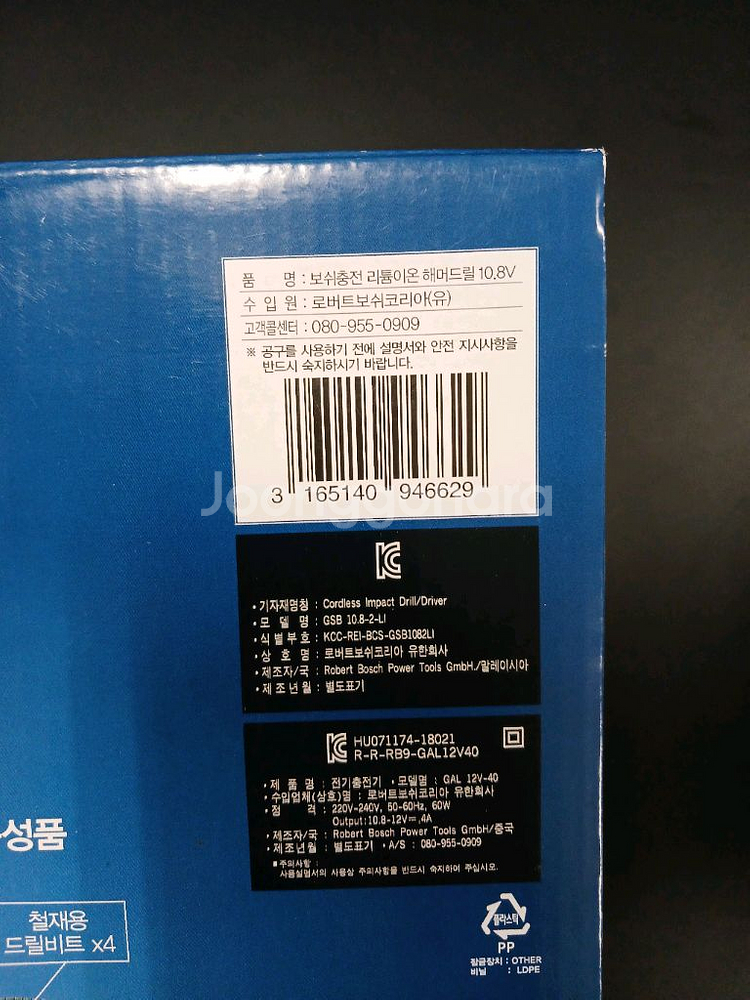 품 명 : 보쉬충전 리튬이온 해머드릴 10.8V
수 입 원 : 로버트보쉬코리아(유)
고객콜센터 : 080-955-0909
※ 공구를 사용하기 전에 설명서와 안전 지시사항을
반드시 숙지하시기 바랍니다.
3 165140 946629
Joonggonara
KC
• 기자재명칭 : Cordless Impact Drill/Driver
• 모 델 명 : GSB 10.8-2-LI
• 식 별 부 호 : KCC-REI-BCS-GSB1082LI
• 상 호 명 : 로버트보쉬코리아 유한회사
• 제조자/국 : Robert Bosch Power Tools GmbH./말레이시아
• 제 조 년 월 : 별도표기
KC HU071174-18021
R-R-RB9-GAL12V40
• 제 품 명 : 전기충전기 • 모델명 : GAL 12V-40
• 수입업체(상호)명 : 로버트보쉬코리아 유한회사
• 정 격 : 220V-240V, 50-60Hz, 60W
Output:10.8-12V⎓,4A
• 제조자/국 : Robert Bosch Power Tools GmbH/중국
• 제조년월 : 별도표기 • A/S : 080-955-0909
■ 주의사항 :
사용설명서의 사용상 주의사항을 반드시 숙지하여 주십시오.
성품
철재용
드릴비트 x4
플라스틱
PP
잠금장치 : OTHER
비닐 : LDPE